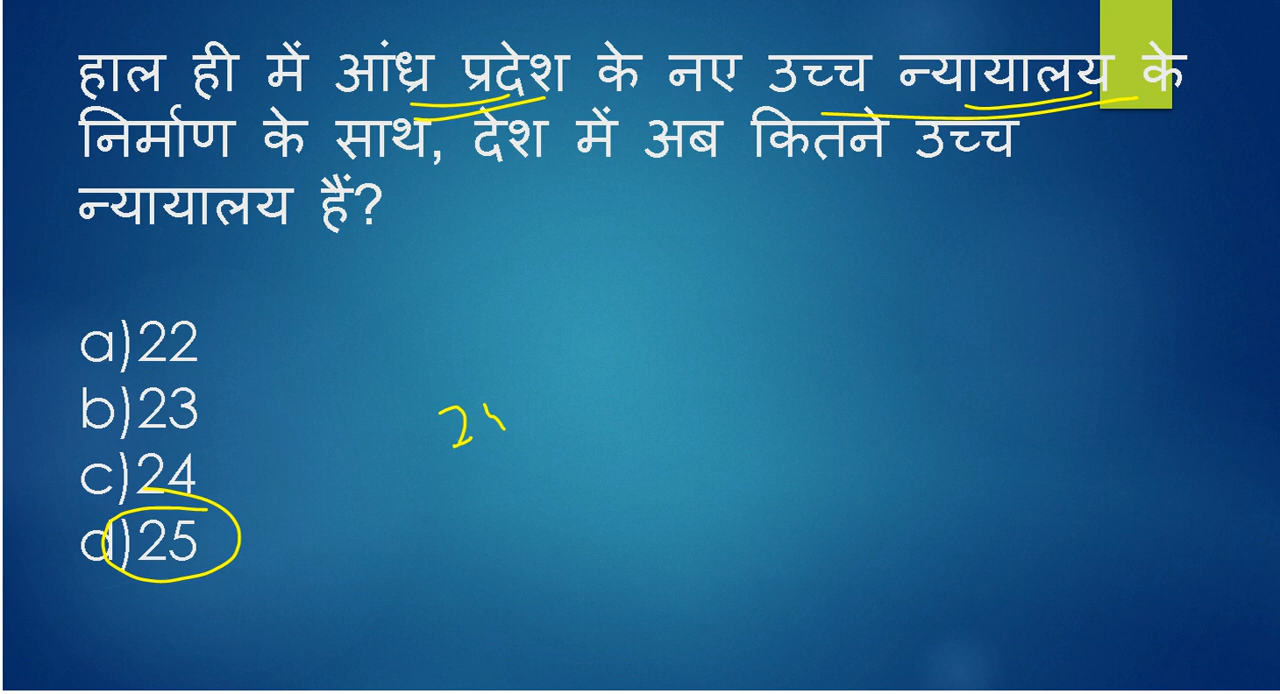 हाल ही में आंध्र प्रदेश के नए उच्च न्यायालय के
निर्माण के साथ, देश में अब कितने उच्च
न्यायालय हैं?
a)22
b)23
c)24
d)25